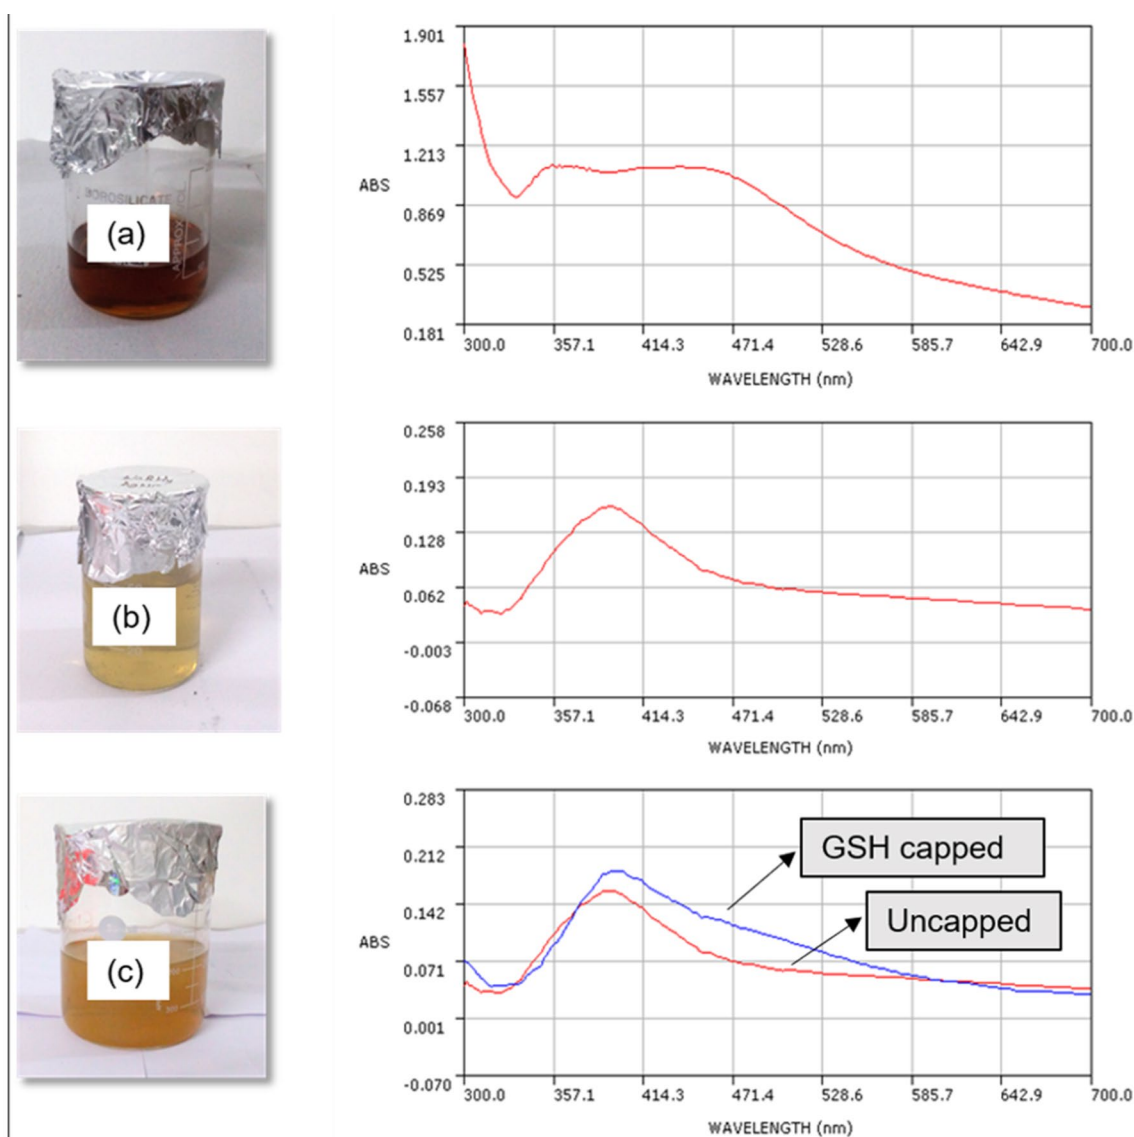 (a)
BOROSILICATE
APPROX
1.901
1.557
1.213
ABS
0.869
0.525
0.181
300.0 357.1 414.3 471.4 528.6 585.7 642.9 700.0
WAVELENGTH (nm)
(b)
0.258
0.193
0.128
ABS
0.062
-0.003
-0.068
300.0 357.1 414.3 471.4 528.6 585.7 642.9 700.0
WAVELENGTH (nm)
(c)
0.283
0.212
0.142
ABS
0.071
0.001
-0.070
GSH capped
Uncapped
300.0 357.1 414.3 471.4 528.6 585.7 642.9 700.0
WAVELENGTH (nm)